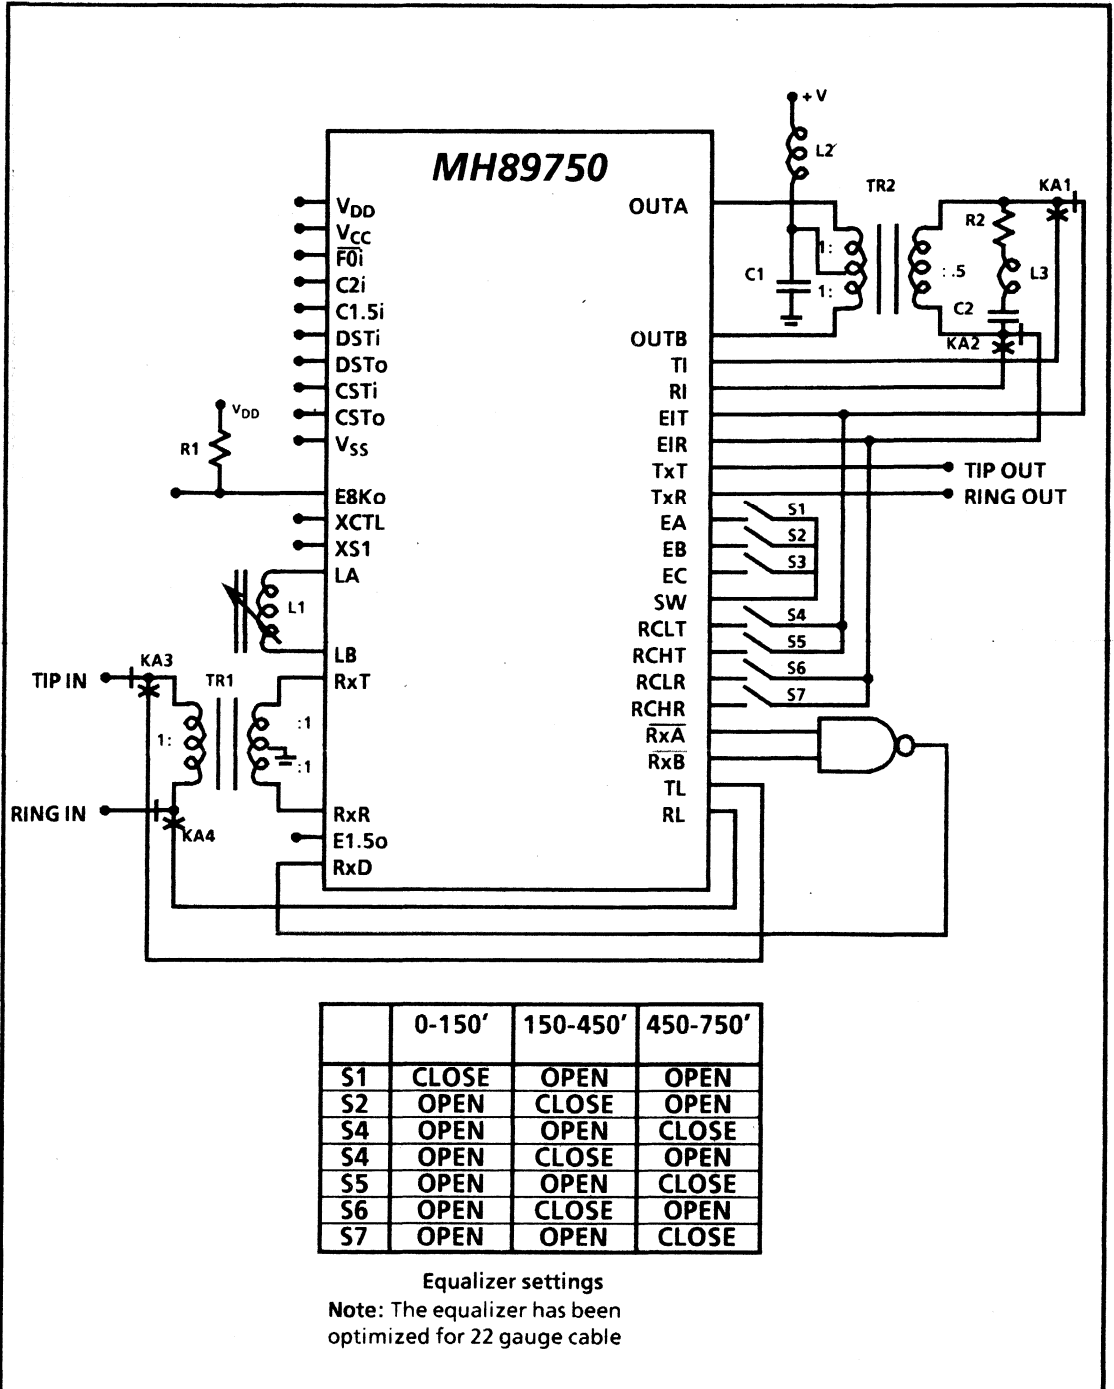 MH89750
+ V
L2
TR2
KA1
R2
L3
C2
KA2
C1
1:
1:
: .5
VDD
VCC
F0i
C2i
C1.5i
DSTi
DSTo
CSTi
CSTo
VSS
E8Ko
XCTL
XS1
LA
LB
RxT
RxR
E1.5o
RxD
VDD
R1
L1
KA3
TR1
TIP IN
1:
:1
:1
RING IN
KA4
OUTA
OUTB
TI
RI
EIT
EIR
TxT
TIP OUT
TxR
RING OUT
EA
S1
EB
S2
EC
S3
SW
RCLT
S4
RCHT
S5
RCLR
S6
RCHR
S7
RxA
RxB
TL
RL
0-150' 150-450' 450-750'
S1 CLOSE OPEN OPEN
S2 OPEN CLOSE OPEN
S4 OPEN OPEN CLOSE
S4 OPEN CLOSE OPEN
S5 OPEN OPEN CLOSE
S6 OPEN CLOSE OPEN
S7 OPEN OPEN CLOSE
Equalizer settings
Note: The equalizer has been
optimized for 22 gauge cable